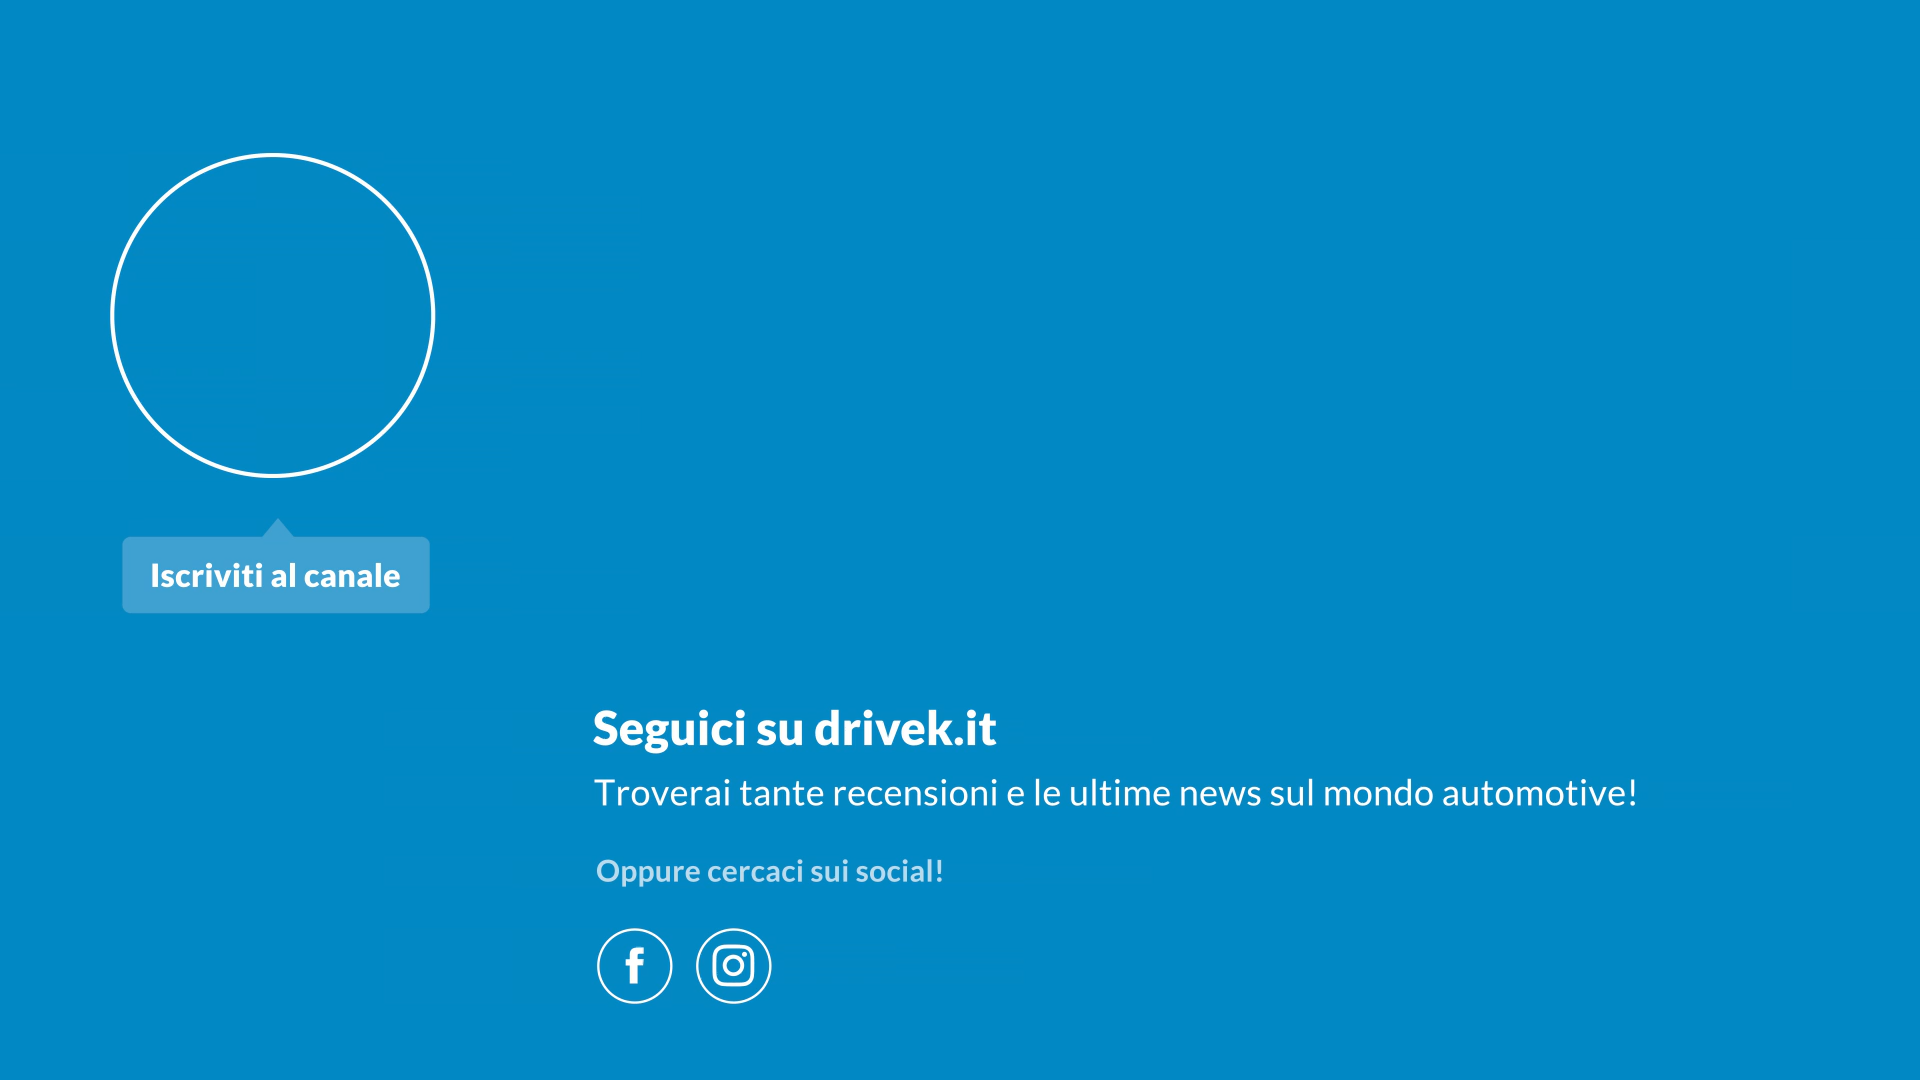 Iscriviti al canale
Seguici su drivek.it
Troverai tante recensioni e le ultime news sul mondo automotive!
Oppure cercaci sui social!